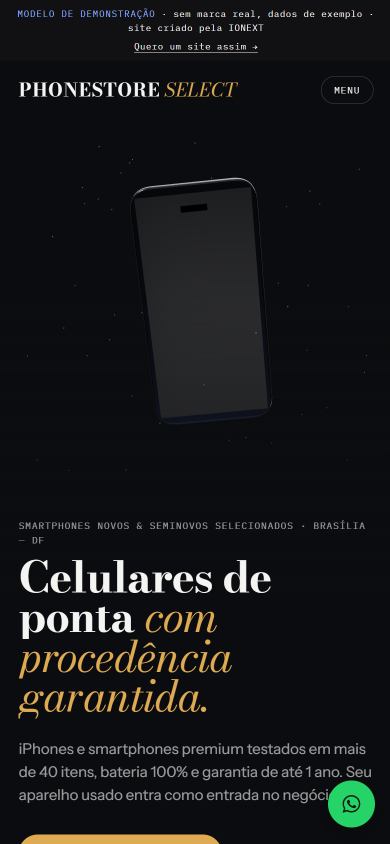 MODELO DE DEMONSTRAÇÃO · sem marca real, dados de exemplo ·
site criado pela IONEXT
Quero um site assim →
PHONESTORE SELECT
MENU
SMARTPHONES NOVOS & SEMINOVOS SELECIONADOS · BRASÍLIA
— DF
Celulares de
ponta com
procedência
garantida.
iPhones e smartphones premium testados em mais
de 40 itens, bateria 100% e garantia de até 1 ano. Seu
aparelho usado entra como entrada no